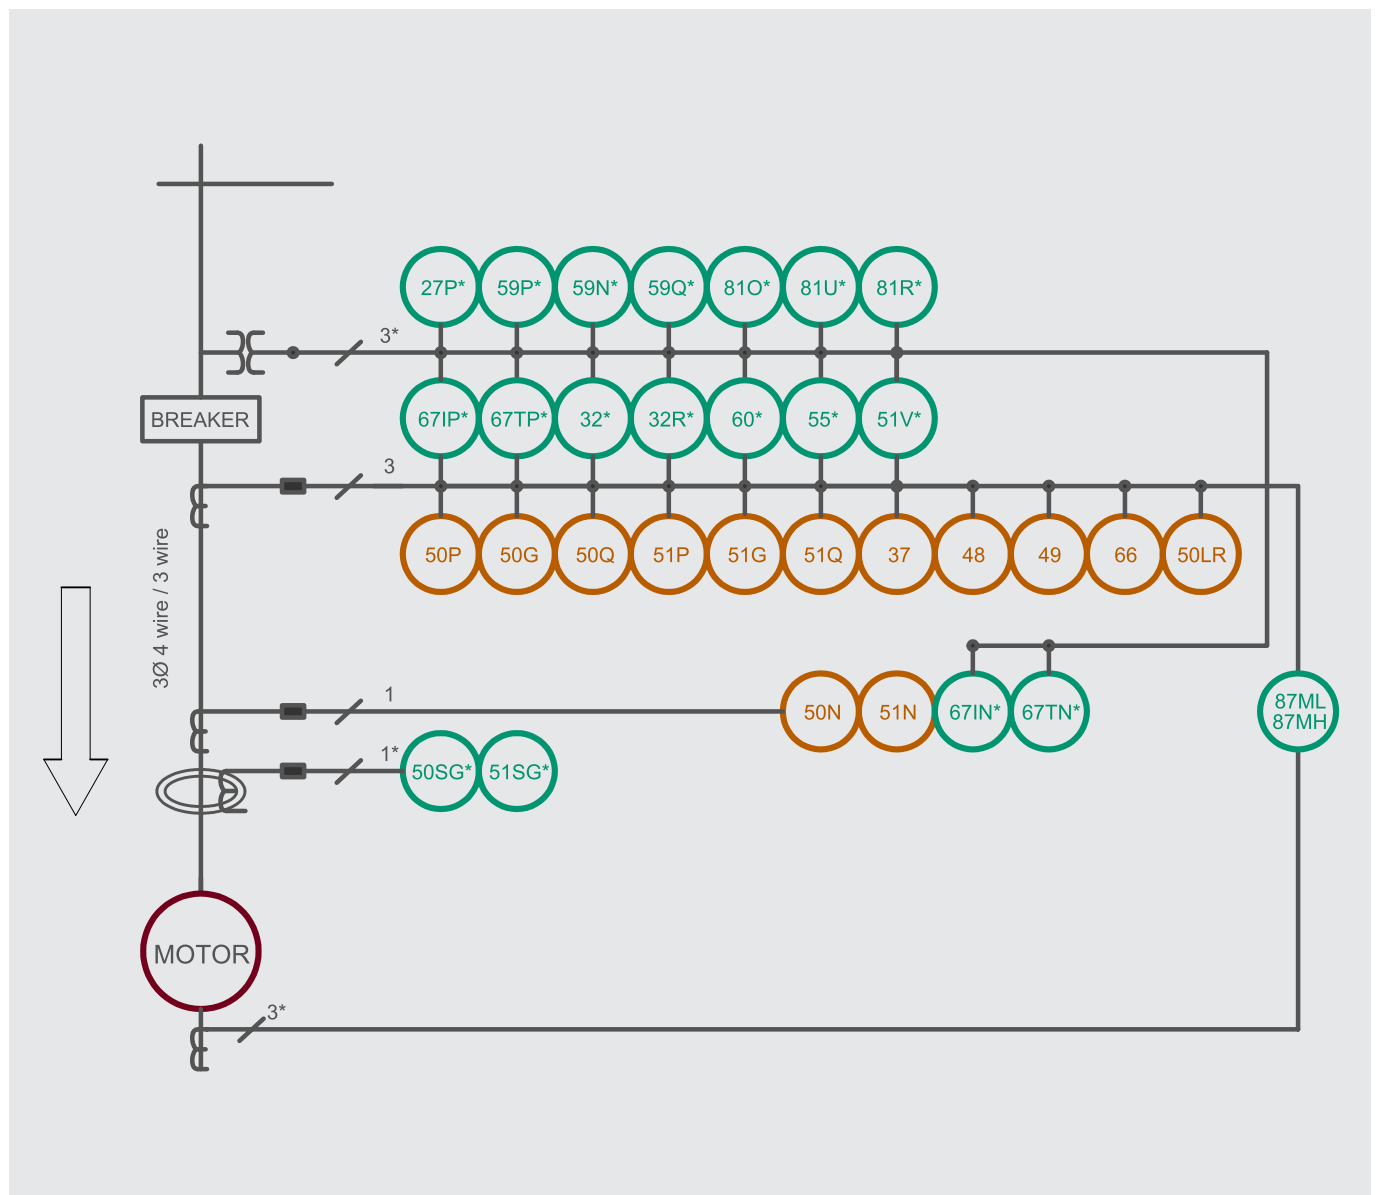 27P* 59P* 59N* 59Q* 81O* 81U* 81R*
3*
67IP* 67TP* 32* 32R* 60* 55* 51V*
BREAKER
3
50P 50G 50Q 51P 51G 51Q 37 48 49 66 50LR
3Ø 4 wire / 3 wire
1
50N 51N 67IN* 67TN*
87ML
87MH
1*
50SG* 51SG*
MOTOR
3*